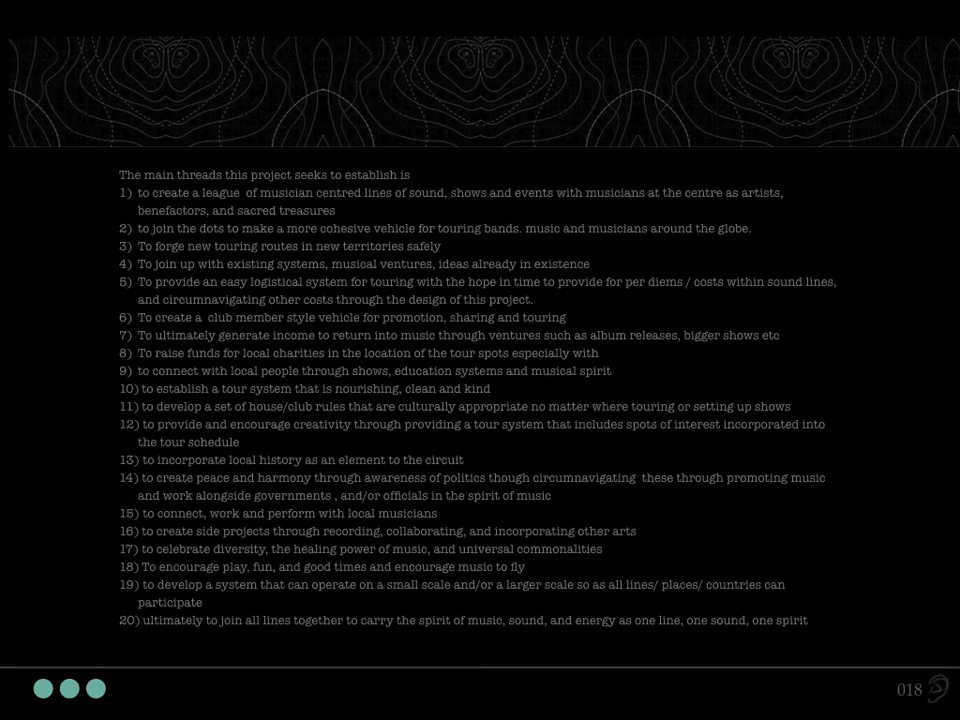 The main threads this project seeks to establish is
1) to create a league of musician centred lines of sound, shows and events with musicians at the centre as artists,
benefactors, and sacred treasures
2) to join the dots to make a more cohesive vehicle for touring bands. music and musicians around the globe.
3) To forge new touring routes in new territories safely
4) To join up with existing systems, musical ventures, ideas already in existence
5) To provide an easy logistical system for touring with the hope in time to provide for per diems / costs within sound lines,
and circumnavigating other costs through the design of this project.
6) To create a club member style vehicle for promotion, sharing and touring
7) To ultimately generate income to return into music through ventures such as album releases, bigger shows etc
8) To raise funds for local charities in the location of the tour spots especially with
9) to connect with local people through shows, education systems and musical spirit
10) to establish a tour system that is nourishing, clean and kind
11) to develop a set of house/club rules that are culturally appropriate no matter where touring or setting up shows
12) to provide and encourage creativity through providing a tour system that includes spots of interest incorporated into
the tour schedule
13) to incorporate local history as an element to the circuit
14) to create peace and harmony through awareness of politics though circumnavigating these through promoting music
and work alongside governments , and/or officials in the spirit of music
15) to connect, work and perform with local musicians
16) to create side projects through recording, collaborating, and incorporating other arts
17) to celebrate diversity, the healing power of music, and universal commonalities
18) To encourage play, fun, and good times and encourage music to fly
19) to develop a system that can operate on a small scale and/or a larger scale so as all lines/ places/ countries can
participate
20) ultimately to join all lines together to carry the spirit of music, sound, and energy as one line, one sound, one spirit
018